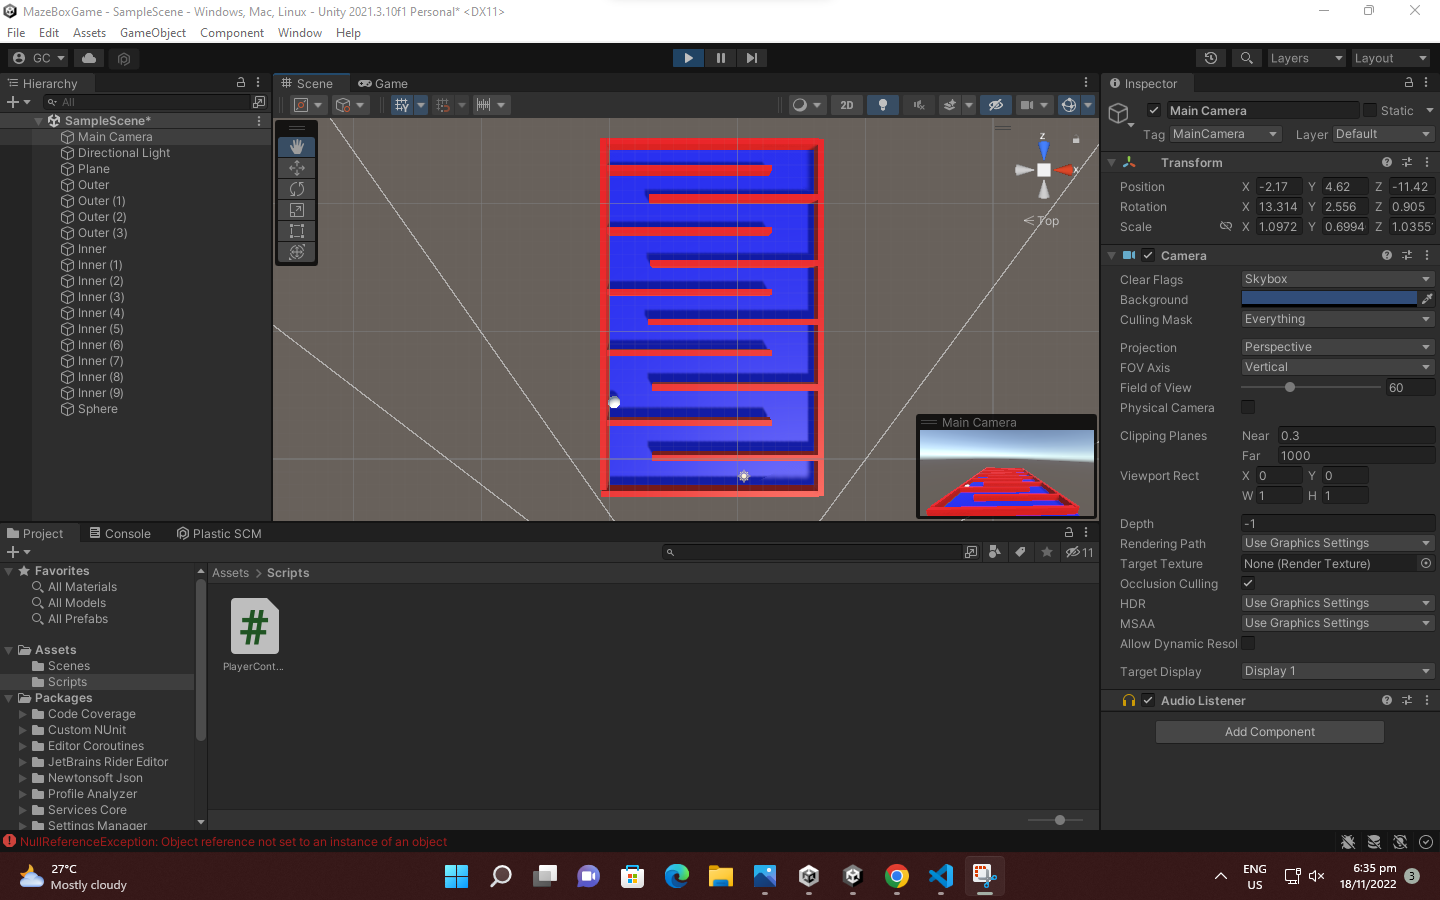 MazeBoxGame - SampleScene - Windows, Mac, Linux - Unity 2021.3.10f1 Personal* <DX11>
File Edit Assets GameObject Component Window Help
GC Layers Layout
Hierarchy
All
SampleScene*
Main Camera
Directional Light
Plane
Outer
Outer (1)
Outer (2)
Outer (3)
Inner
Inner (1)
Inner (2)
Inner (3)
Inner (4)
Inner (5)
Inner (6)
Inner (7)
Inner (8)
Inner (9)
Sphere
Scene Game
2D
z
x
Top
Main Camera
Inspector
Main Camera Static
Tag MainCamera Layer Default
Transform
Position X -2.17 Y 4.62 Z -11.42
Rotation X 13.314 Y 2.556 Z 0.905
Scale X 1.0972 Y 0.6994 Z 1.0355
Camera
Clear Flags Skybox
Background
Culling Mask Everything
Projection Perspective
FOV Axis Vertical
Field of View 60
Physical Camera
Clipping Planes Near 0.3
Far 1000
Viewport Rect X 0 Y 0
W 1 H 1
Depth -1
Rendering Path Use Graphics Settings
Target Texture None (Render Texture)
Occlusion Culling
HDR Use Graphics Settings
MSAA Use Graphics Settings
Allow Dynamic Resol
Target Display Display 1
Audio Listener
Add Component
Project Console Plastic SCM
11
Favorites
All Materials
All Models
All Prefabs
Assets
Scenes
Scripts
Packages
Code Coverage
Custom NUnit
Editor Coroutines
JetBrains Rider Editor
Newtonsoft Json
Profile Analyzer
Services Core
Settings Manager
Assets > Scripts
#
PlayerCont...
NullReferenceException: Object reference not set to an instance of an object
27°C
Mostly cloudy
ENG
US
6:35 pm
18/11/2022
3